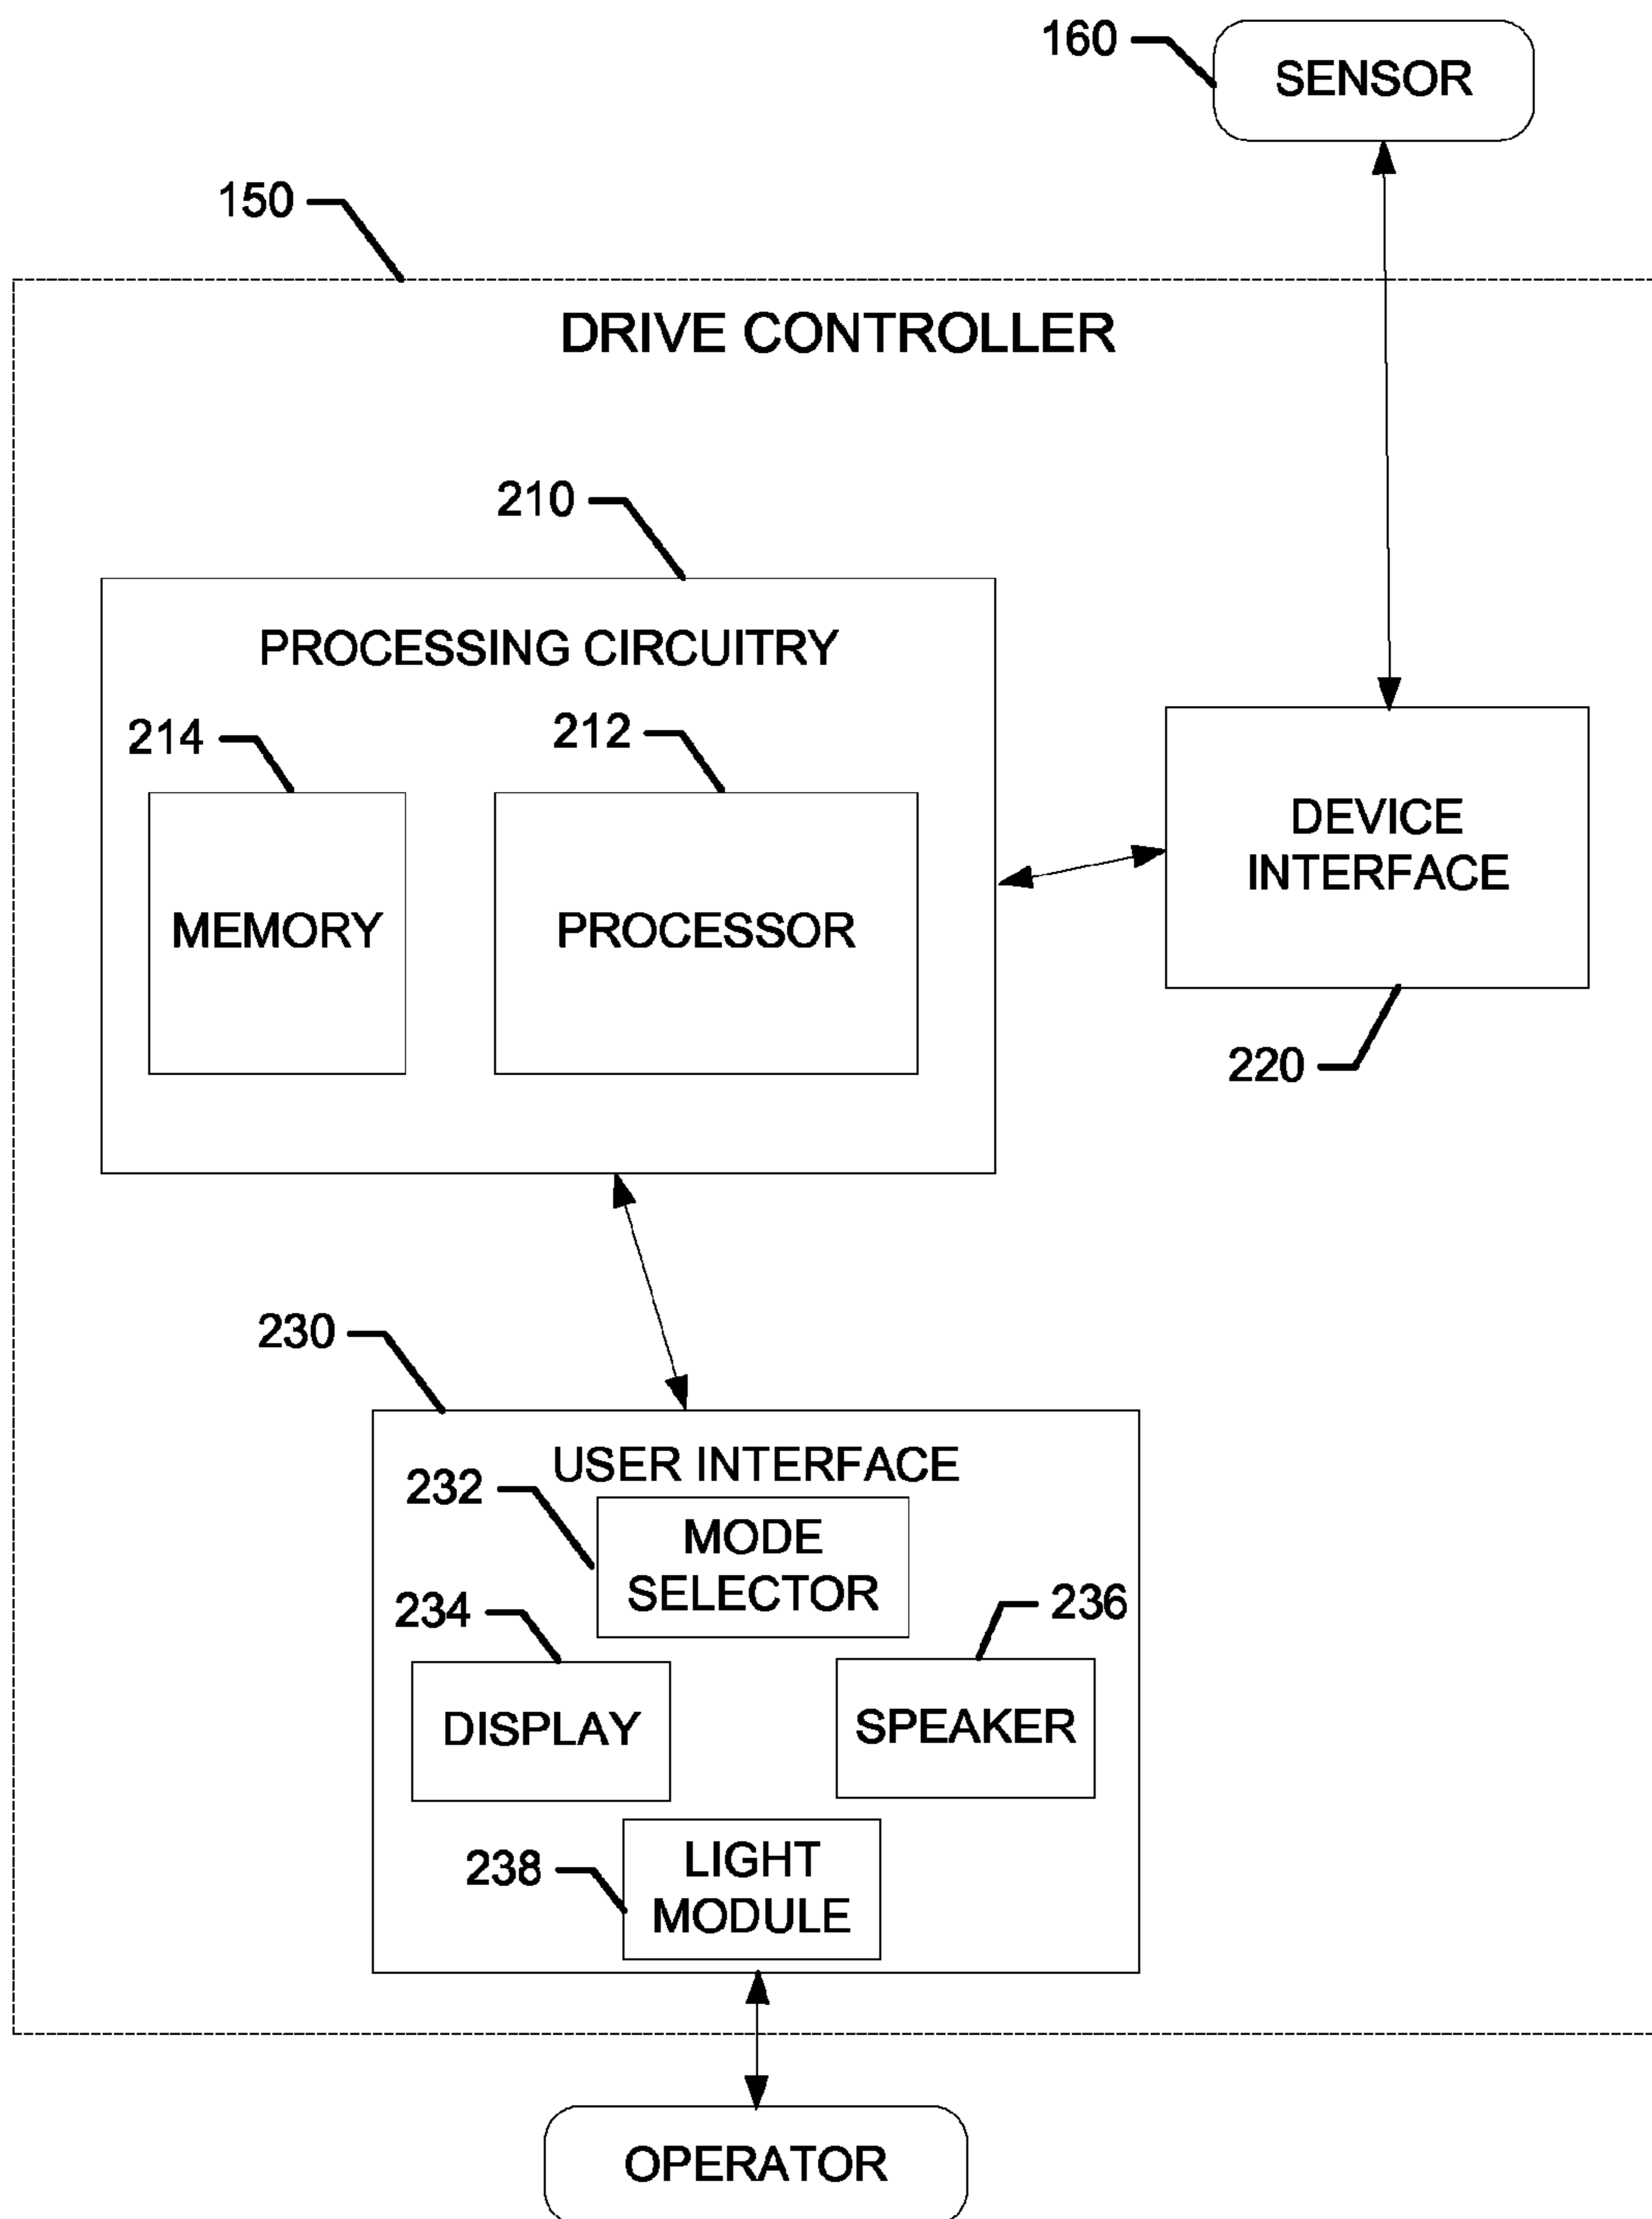 160
SENSOR
150
DRIVE CONTROLLER
210
PROCESSING CIRCUITRY
214
212
MEMORY
PROCESSOR
DEVICE
INTERFACE
220
230
USER INTERFACE
232
MODE
SELECTOR
234
236
DISPLAY
SPEAKER
238
LIGHT
MODULE
OPERATOR